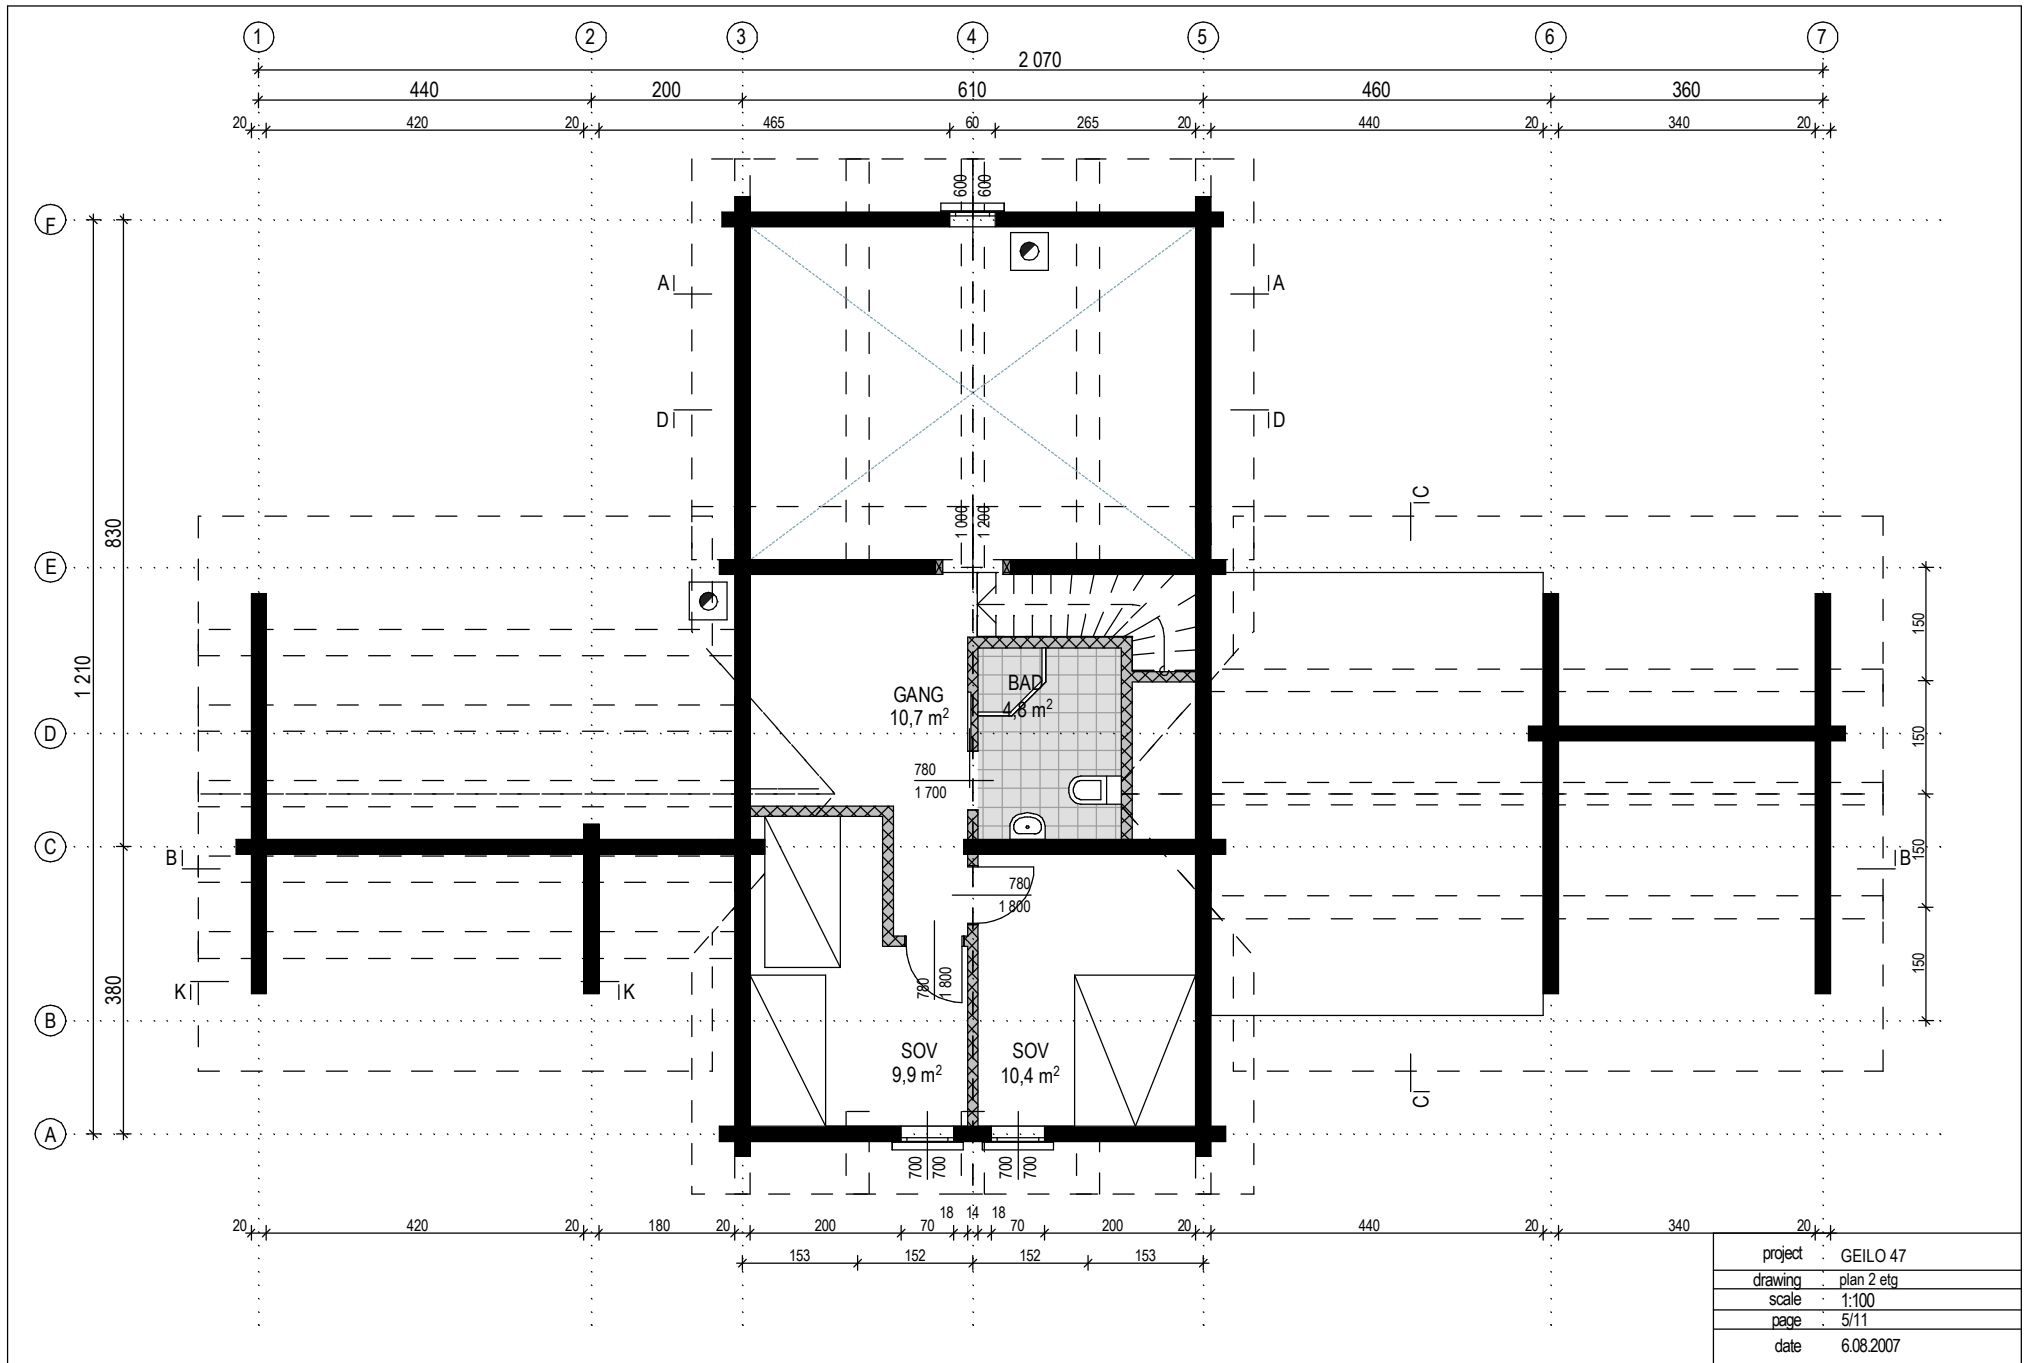 1 2 3 4 5 6 7
2 070
440 200 610 460 360
20 420 20 465 60 265 20 440 20 340 20
600 600
F
A A
D D
C
1 000 1 200
E
830
1 210
150
GANG
10,7 m²
BAD
4,8 m²
D
150
780
1 700
C
B
150
B
780
1 800
780
1 800
K K
380
150
B
SOV
9,9 m²
SOV
10,4 m²
C
A
700 700 700 700
18 14 18
20 420 20 180 20 200 70 70 200 20 440 20 340 20
153 152 152 153
project GEILO 47
drawing plan 2 etg
scale 1:100
page 5/11
date 6.08.2007